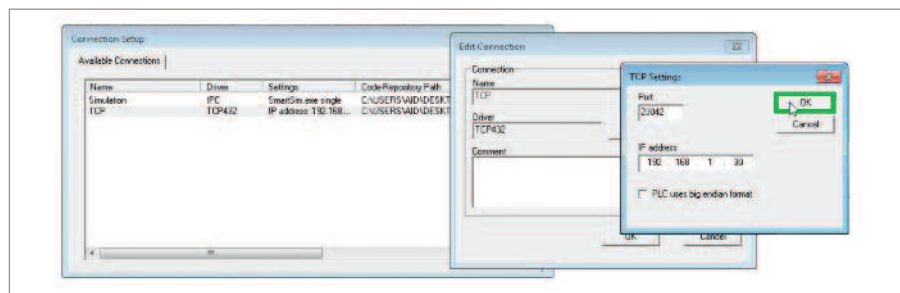 Connection Setup
Available Connections
Name Driver Settings Code-Repository Path
Simulation IPC SmartSim.exe single C:\USERS\AID\DESKT
TCP TCP432 IP address: 192.168... C:\USERS\AID\DESKT
Edit Connection
Connection
Name
TCP
Driver
TCP432
Comment
OK Cancel
TCP Settings
Port
23042
OK
Cancel
IP address
192 . 168 . 1 . 30
PLC uses big endian format